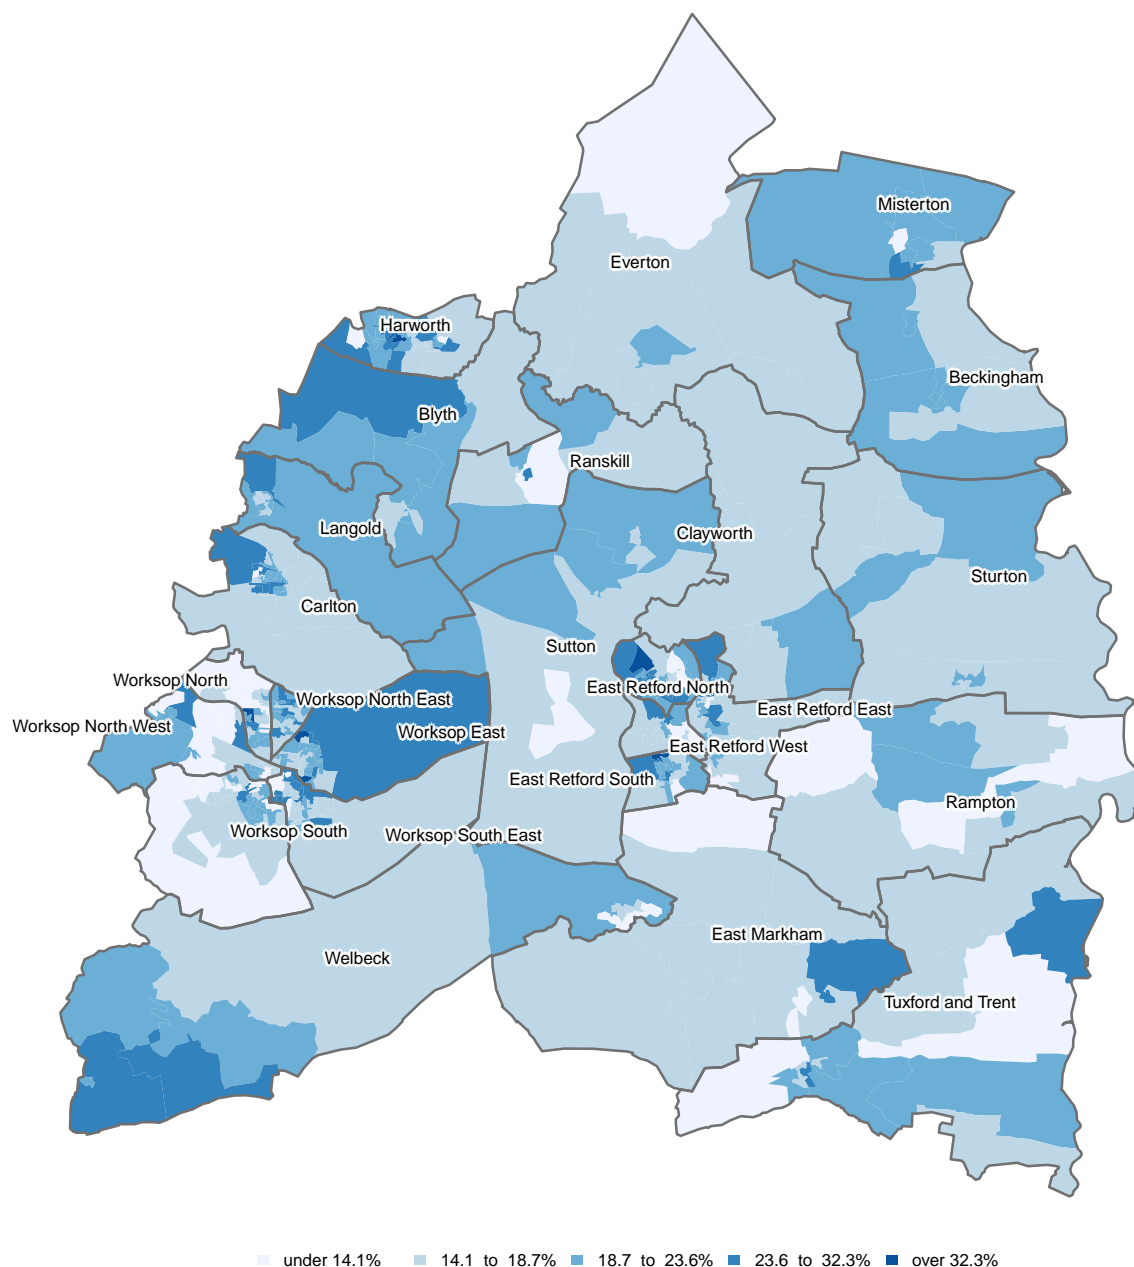 Misterton
Everton
Harworth
Beckingham
Blyth
Ranskill
Langold
Clayworth
Sturton
Carlton
Sutton
Worksop North
East Retford North
Worksop North East
East Retford East
Worksop North West
Worksop East
East Retford West
East Retford South
Rampton
Worksop South
Worksop South East
East Markham
Welbeck
Tuxford and Trent
under 14.1% 14.1 to 18.7% 18.7 to 23.6% 23.6 to 32.3% over 32.3%